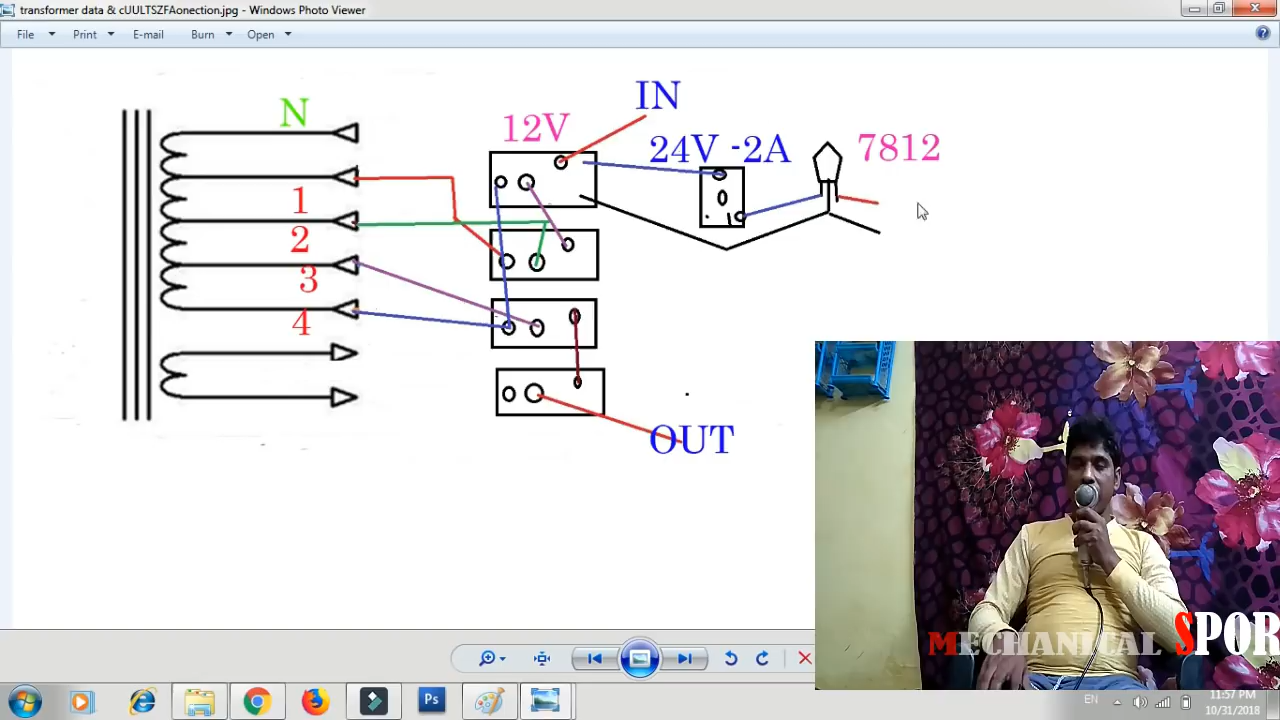 transformer data & cUULTSZFAonection.jpg - Windows Photo Viewer
File Print E-mail Burn Open
IN
N
12V
24V -2A
7812
1
2
3
4
OUT
MECHANICAL SPOR
Ps
EN
11:57 PM
10/31/2018